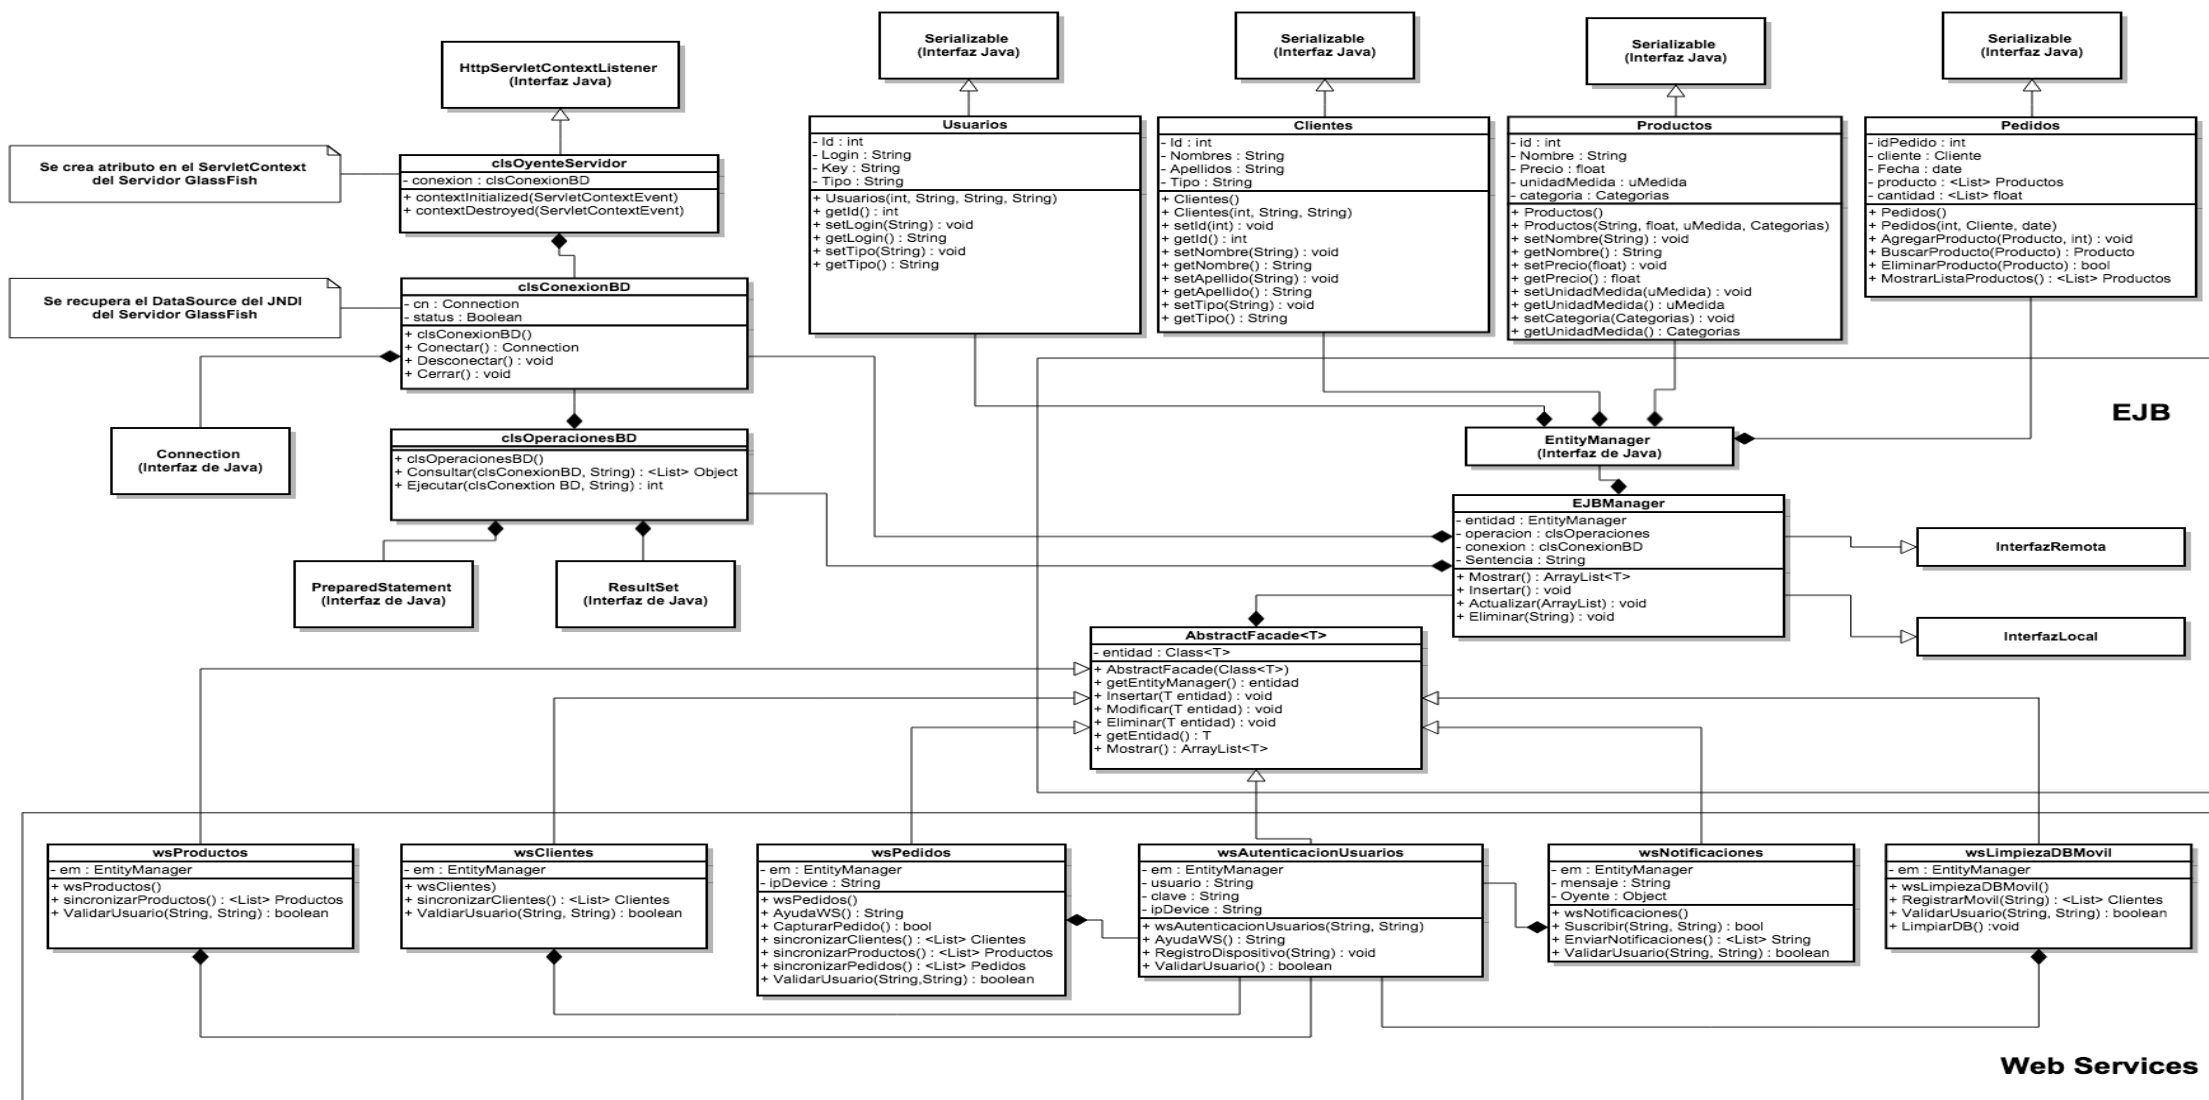 HttpServletContextListener
(Interfaz Java)
Serializable
(Interfaz Java)
Serializable
(Interfaz Java)
Serializable
(Interfaz Java)
Serializable
(Interfaz Java)
Se crea atributo en el ServletContext
del Servidor GlassFish
clsOyenteServidor
- conexion : clsConexionBD
+ contextInitialized(ServletContextEvent)
+ contextDestroyed(ServletContextEvent)
Usuarios
- Id : int
- Login : String
- Key : String
- Tipo : String
+ Usuarios(int, String, String, String)
+ getId() : int
+ setLogin(String) : void
+ getLogin() : String
+ setTipo(String) : void
+ getTipo() : String
Clientes
- Id : int
- Nombres : String
- Apellidos : String
- Tipo : String
+ Clientes()
+ Clientes(int, String, String)
+ setId(int) : void
+ getId() : int
+ setNombre(String) : void
+ getNombre() : String
+ setApellido(String) : void
+ getApellido() : String
+ setTipo(String) : void
+ getTipo() : String
Productos
- id : int
- Nombre : String
- Precio : float
- unidadMedida : uMedida
- categoria : Categorias
+ Productos()
+ Productos(String, float, uMedida, Categorias)
+ setNombre(String) : void
+ getNombre() : String
+ setPrecio(float) : void
+ getPrecio() : float
+ setUnidadMedida(uMedida) : void
+ getUnidadMedida() : uMedida
+ setCategoria(Categorias) : void
+ getUnidadMedida() : Categorias
Pedidos
- idPedido : int
- cliente : Cliente
- Fecha : date
- producto : <List> Productos
- cantidad : <List> float
+ Pedidos()
+ Pedidos(int, Cliente, date)
+ AgregarProducto(Producto, int) : void
+ BuscarProducto(Producto) : Producto
+ EliminarProducto(Producto) : bool
+ MostrarListaProductos() : <List> Productos
Se recupera el DataSource del JNDI
del Servidor GlassFish
clsConexionBD
- cn : Connection
- status : Boolean
+ clsConexionBD()
+ Conectar() : Connection
+ Desconectar() : void
+ Cerrar() : void
EJB
Connection
(Interfaz de Java)
clsOperacionesBD
+ clsOperacionesBD()
+ Consultar(clsConexionBD, String) : <List> Object
+ Ejecutar(clsConextion BD, String) : int
PreparedStatement
(Interfaz de Java)
ResultSet
(Interfaz de Java)
EntityManager
(Interfaz de Java)
EJBManager
- entidad : EntityManager
- operacion : clsOperaciones
- conexion : clsConexionBD
- Sentencia : String
+ Mostrar() : ArrayList<T>
+ Insertar() : void
+ Actualizar(ArrayList) : void
+ Eliminar(String) : void
InterfazRemota
InterfazLocal
AbstractFacade<T>
- entidad : Class<T>
+ AbstractFacade(Class<T>)
+ getEntityManager() : entidad
+ Insertar(T entidad) : void
+ Modificar(T entidad) : void
+ Eliminar(T entidad) : void
+ getEntidad() : T
+ Mostrar() : ArrayList<T>
wsProductos
- em : EntityManager
+ wsProductos()
+ sincronizarProductos() : <List> Productos
+ ValidarUsuario(String, String) : boolean
wsClientes
- em : EntityManager
+ wsClientes)
+ sincronizarClientes() : <List> Clientes
+ ValdiarUsuario(String, String) : boolean
wsPedidos
- em : EntityManager
- ipDevice : String
+ wsPedidos()
+ AyudaWS() : String
+ CapturarPedido() : bool
+ sincronizarClientes() : <List> Clientes
+ sincronizarProductos() : <List> Productos
+ sincronizarPedidos() : <List> Pedidos
+ ValidarUsuario(String,String) : boolean
wsAutenticacionUsuarios
- em : EntityManager
- usuario : String
- clave : String
- ipDevice : String
+ wsAutenticacionUsuarios(String, String)
+ AyudaWS() : String
+ RegistroDispositivo(String) : void
+ ValidarUsuario() : boolean
wsNotificaciones
- em : EntityManager
- mensaje : String
- Oyente : Object
+ wsNotificaciones()
+ Suscribir(String, String) : bool
+ EnviarNotificaciones() : <List> String
+ ValidarUsuario(String, String) : boolean
wsLimpiezaDBMovil
- em : EntityManager
+ wsLimpiezaDBMovil()
+ RegistrarMovil(String) : <List> Clientes
+ ValidarUsuario(String, String) : boolean
+ LimpiarDB() :void
Web Services